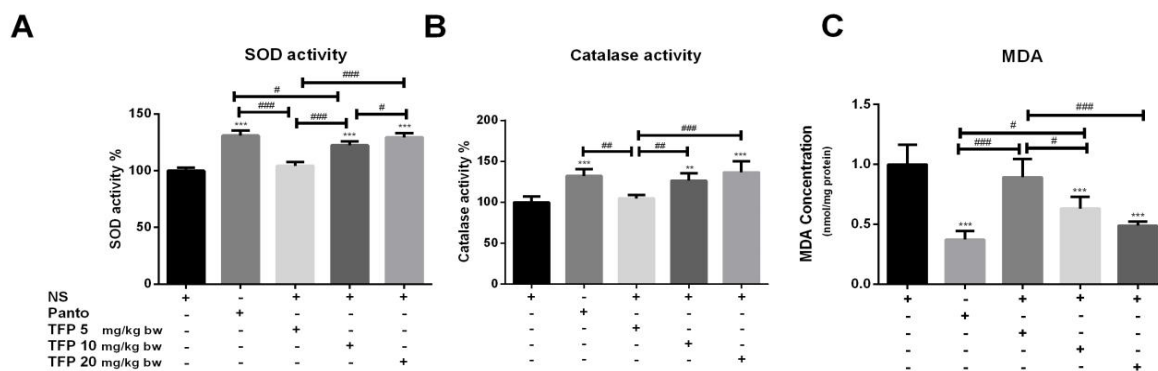 A
SOD activity
SOD activity %
150
100
50
0
###
#
###
###
#
***
***
***
B
Catalase activity
Catalase activity %
200
150
100
50
0
###
##
##
***
**
***
C
MDA
MDA Concentration
(nmol/mg protein)
1.5
1.0
0.5
0.0
###
#
###
#
***
***
***
NS + - + + + + - + + + + - + + +
Panto - + - - - - + - - - - + - - -
TFP 5 mg/kg bw - - + - - - - + - - - - + - -
TFP 10 mg/kg bw - - - + - - - - + - - - - + -
TFP 20 mg/kg bw - - - - + - - - - + - - - - +